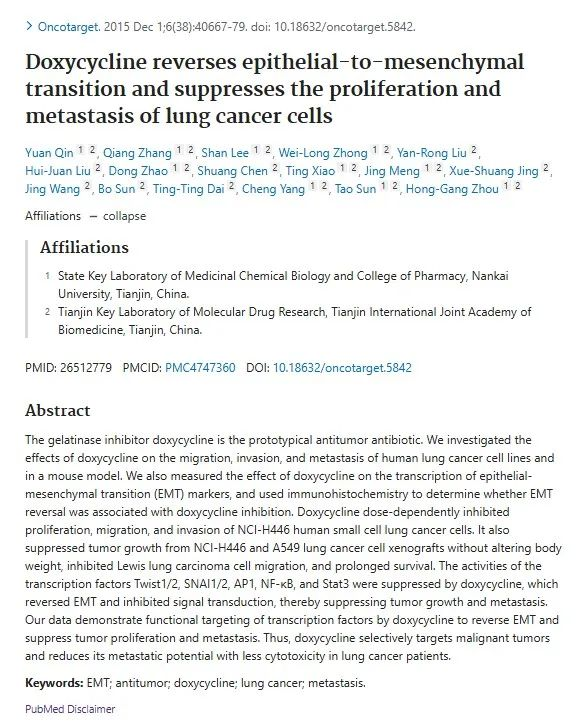 > Oncotarget. 2015 Dec 1;6(38):40667-79. doi: 10.18632/oncotarget.5842.
Doxycycline reverses epithelial-to-mesenchymal
transition and suppresses the proliferation and
metastasis of lung cancer cells
Yuan Qin 1 2, Qiang Zhang 1 2, Shan Lee 1 2, Wei-Long Zhong 1 2, Yan-Rong Liu 2,
Hui-Juan Liu 2, Dong Zhao 1 2, Shuang Chen 2, Ting Xiao 1 2, Jing Meng 1 2, Xue-Shuang Jing 2,
Jing Wang 2, Bo Sun 2, Ting-Ting Dai 2, Cheng Yang 1 2, Tao Sun 1 2, Hong-Gang Zhou 1 2
Affiliations – collapse
Affiliations
1 State Key Laboratory of Medicinal Chemical Biology and College of Pharmacy, Nankai
University, Tianjin, China.
2 Tianjin Key Laboratory of Molecular Drug Research, Tianjin International Joint Academy of
Biomedicine, Tianjin, China.
PMID: 26512779 PMCID: PMC4747360 DOI: 10.18632/oncotarget.5842
Abstract
The gelatinase inhibitor doxycycline is the prototypical antitumor antibiotic. We investigated the
effects of doxycycline on the migration, invasion, and metastasis of human lung cancer cell lines and
in a mouse model. We also measured the effect of doxycycline on the transcription of epithelial-
mesenchymal transition (EMT) markers, and used immunohistochemistry to determine whether EMT
reversal was associated with doxycycline inhibition. Doxycycline dose-dependently inhibited
proliferation, migration, and invasion of NCI-H446 human small cell lung cancer cells. It also
suppressed tumor growth from NCI-H446 and A549 lung cancer cell xenografts without altering body
weight, inhibited Lewis lung carcinoma cell migration, and prolonged survival. The activities of the
transcription factors Twist1/2, SNAI1/2, AP1, NF-κB, and Stat3 were suppressed by doxycycline, which
reversed EMT and inhibited signal transduction, thereby suppressing tumor growth and metastasis.
Our data demonstrate functional targeting of transcription factors by doxycycline to reverse EMT and
suppress tumor proliferation and metastasis. Thus, doxycycline selectively targets malignant tumors
and reduces its metastatic potential with less cytotoxicity in lung cancer patients.
Keywords: EMT; antitumor; doxycycline; lung cancer; metastasis.
PubMed Disclaimer